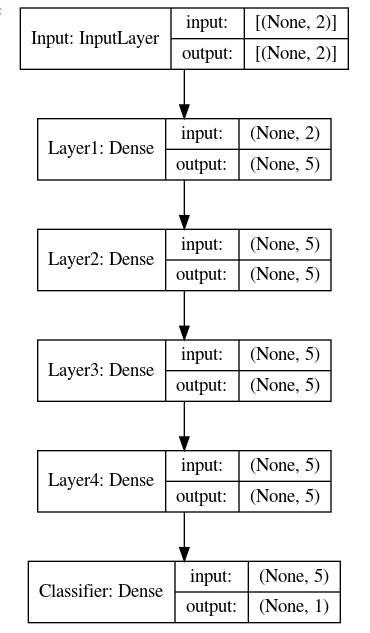 Input: InputLayer input: [(None, 2)]
output: [(None, 2)]
Layer1: Dense input: (None, 2)
output: (None, 5)
Layer2: Dense input: (None, 5)
output: (None, 5)
Layer3: Dense input: (None, 5)
output: (None, 5)
Layer4: Dense input: (None, 5)
output: (None, 5)
Classifier: Dense input: (None, 5)
output: (None, 1)